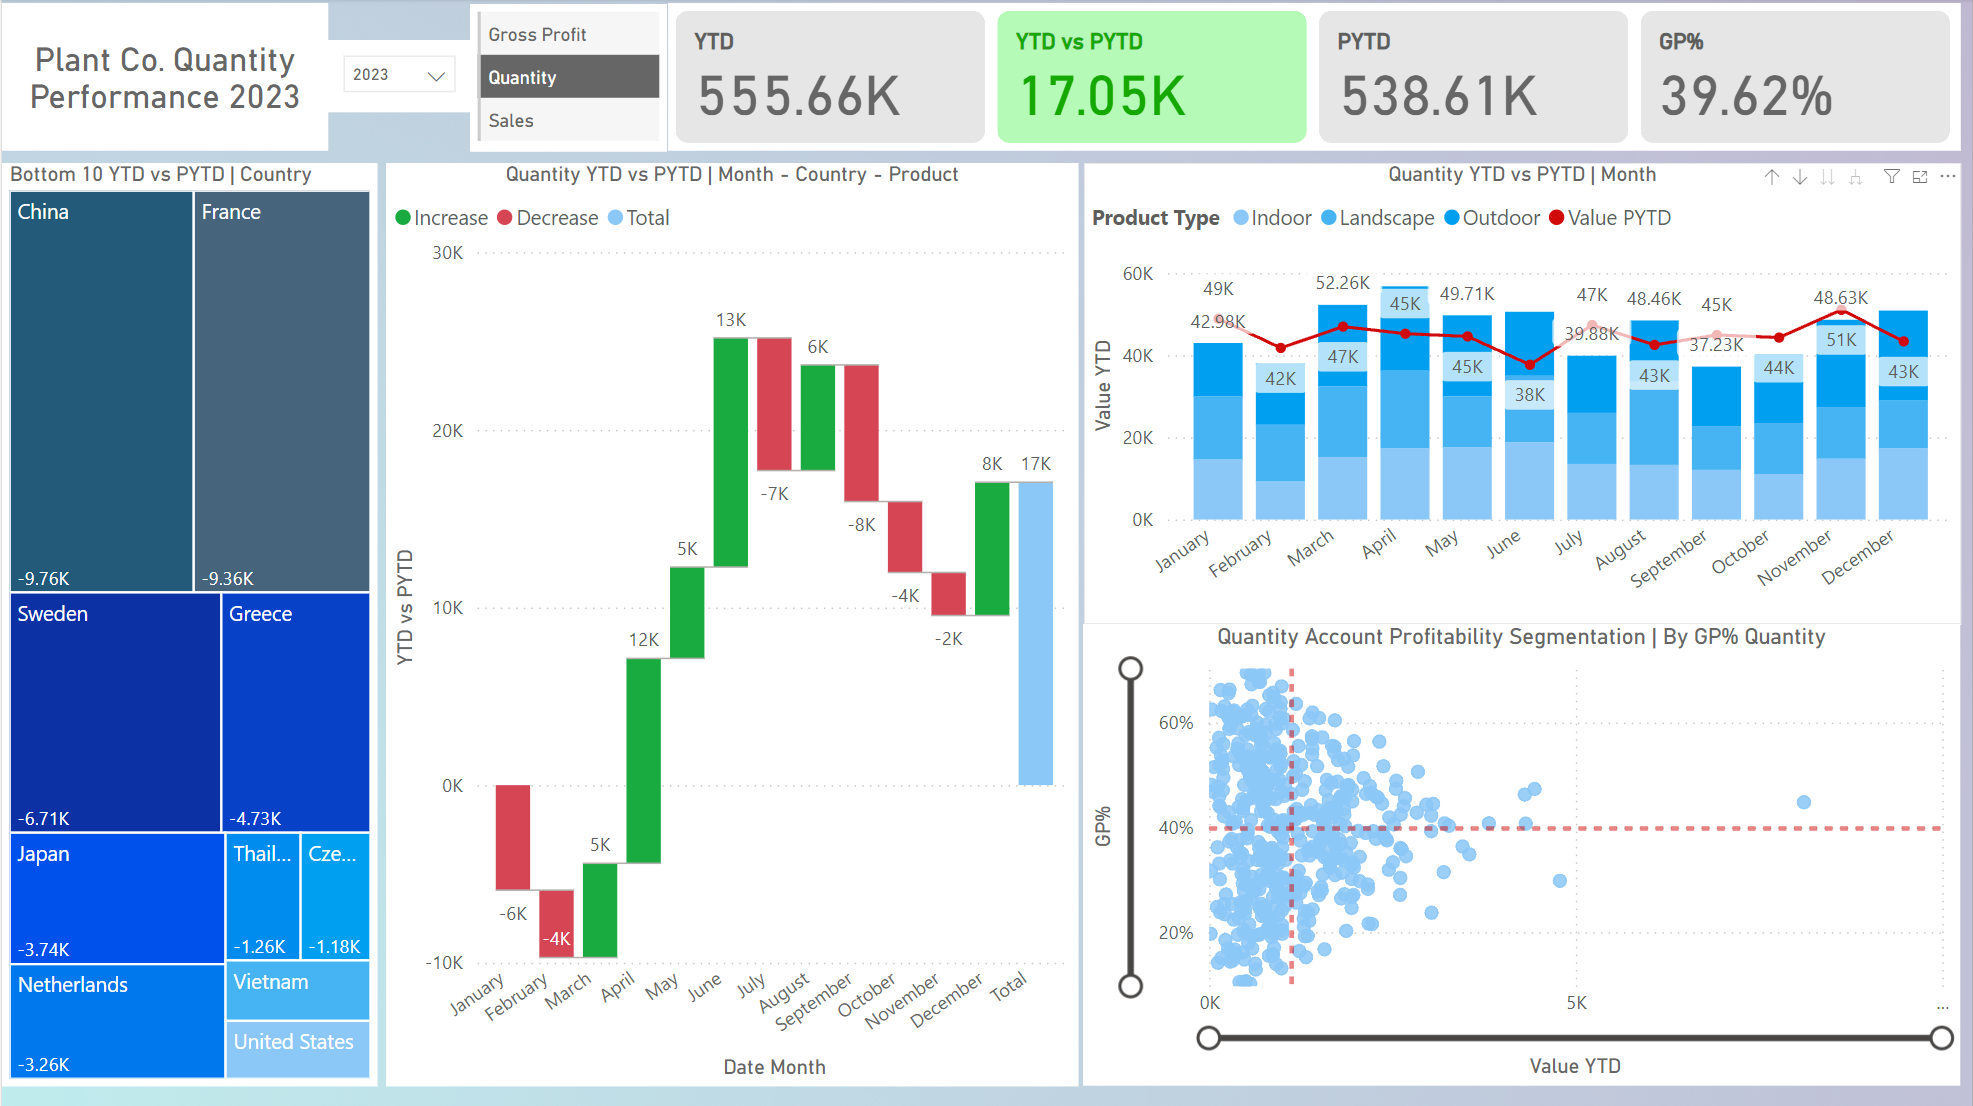 Plant Co. Quantity
Performance 2023
2023
Gross Profit
Quantity
Sales
YTD
555.66K
YTD vs PYTD
17.05K
PYTD
538.61K
GP%
39.62%
Bottom 10 YTD vs PYTD | Country
China
-9.76K
France
-9.36K
Sweden
-6.71K
Greece
-4.73K
Japan
-3.74K
Thail...
-1.26K
Cze...
-1.18K
Netherlands
-3.26K
Vietnam
United States
Quantity YTD vs PYTD | Month - Country - Product
Increase Decrease Total
YTD vs PYTD
30K
20K
10K
0K
-10K
-6K
-4K
5K
12K
5K
13K
-7K
6K
-8K
-4K
-2K
8K
17K
January
February
March
April
May
June
July
August
September
October
November
December
Total
Date Month
Quantity YTD vs PYTD | Month
...
Product Type Indoor Landscape Outdoor Value PYTD
Value YTD
60K
40K
20K
0K
49K
42.98K
42K
52.26K
47K
45K
49.71K
45K
38K
47K
39.88K
48.46K
43K
45K
37.23K
44K
48.63K
51K
43K
January
February
March
April
May
June
July
August
September
October
November
December
Quantity Account Profitability Segmentation | By GP% Quantity
GP%
60%
40%
20%
0K
5K
...
Value YTD